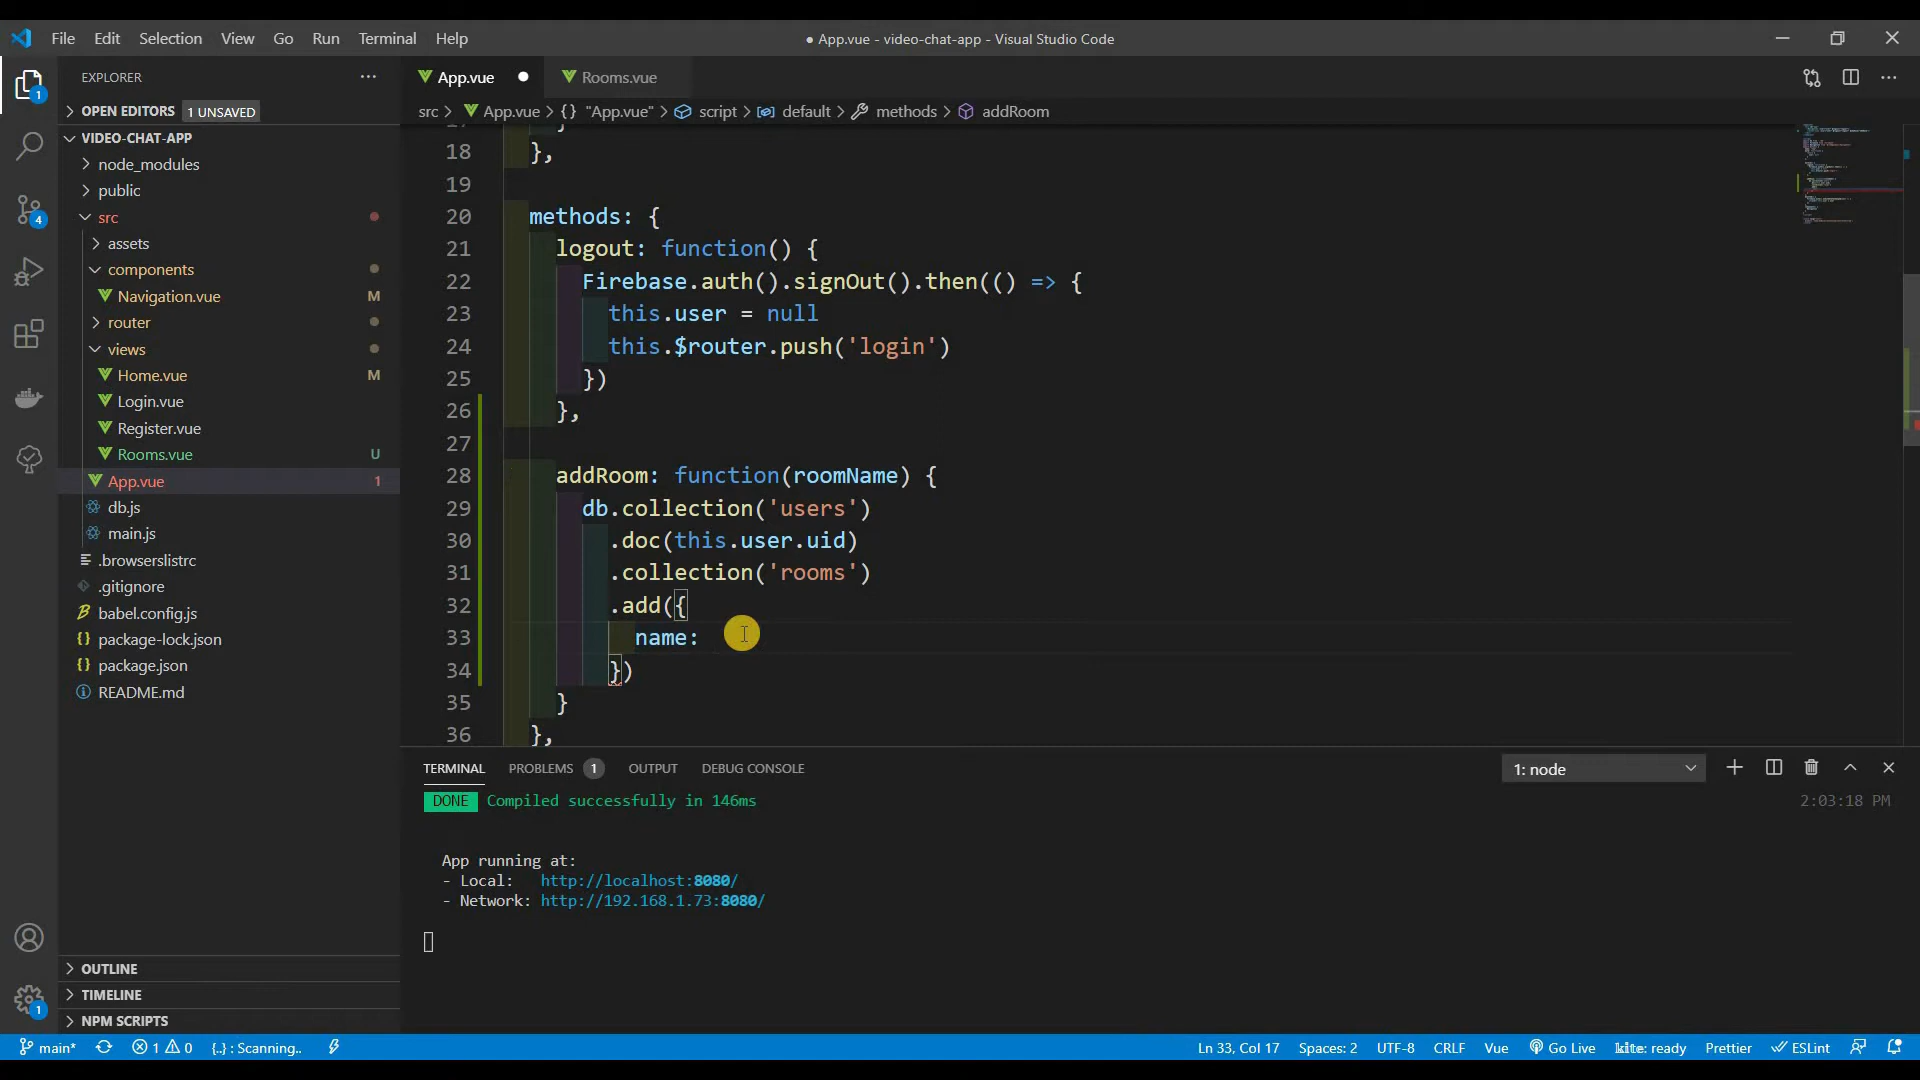 File Edit Selection View Go Run Terminal Help
● App.vue - video-chat-app - Visual Studio Code
EXPLORER
App.vue
Rooms.vue
OPEN EDITORS 1 UNSAVED
src > App.vue > {} "App.vue" > script > default > methods > addRoom
VIDEO-CHAT-APP
node_modules
public
src
assets
components
Navigation.vue M
router
views
Home.vue M
Login.vue
Register.vue
Rooms.vue U
App.vue 1
db.js
main.js
.browserslistrc
.gitignore
babel.config.js
package-lock.json
package.json
README.md
OUTLINE
TIMELINE
NPM SCRIPTS
18 },
19
20 methods: {
21 logout: function() {
22 Firebase.auth().signOut().then(() => {
23 this.user = null
24 this.$router.push('login')
25 })
26 },
27
28 addRoom: function(roomName) {
29 db.collection('users')
30 .doc(this.user.uid)
31 .collection('rooms')
32 .add({
33 name:
34 })
35 }
36 },
TERMINAL PROBLEMS 1 OUTPUT DEBUG CONSOLE
1: node
DONE Compiled successfully in 146ms 2:03:18 PM
App running at:
- Local: http://localhost:8080/
- Network: http://192.168.1.73:8080/
main* 1 0 {..} : Scanning.. Ln 33, Col 17 Spaces: 2 UTF-8 CRLF Vue Go Live kite: ready Prettier ESLint